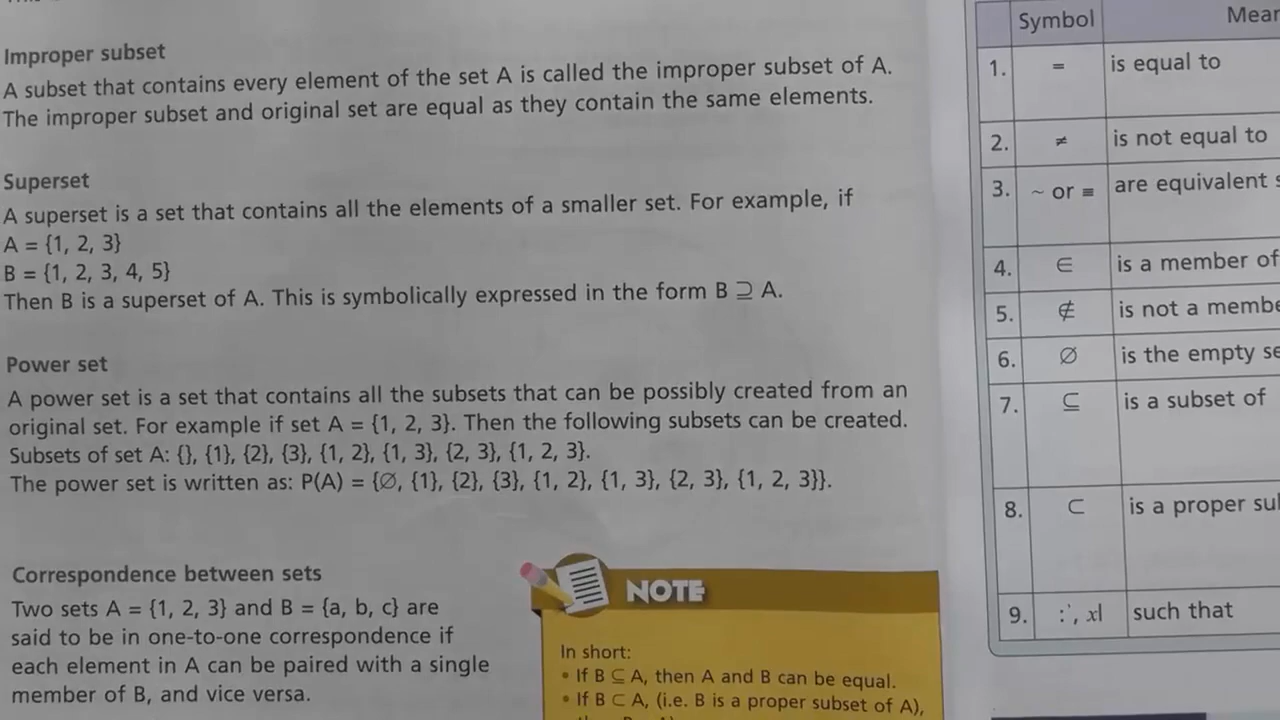 Improper subset
A subset that contains every element of the set A is called the improper subset of A.
The improper subset and original set are equal as they contain the same elements.
Superset
A superset is a set that contains all the elements of a smaller set. For example, if
A = {1, 2, 3}
B = {1, 2, 3, 4, 5}
Then B is a superset of A. This is symbolically expressed in the form B ⊇ A.
Power set
A power set is a set that contains all the subsets that can be possibly created from an
original set. For example if set A = {1, 2, 3}. Then the following subsets can be created.
Subsets of set A: {}, {1}, {2}, {3}, {1, 2}, {1, 3}, {2, 3}, {1, 2, 3}.
The power set is written as: P(A) = {∅, {1}, {2}, {3}, {1, 2}, {1, 3}, {2, 3}, {1, 2, 3}}.
Correspondence between sets
Two sets A = {1, 2, 3} and B = {a, b, c} are
said to be in one-to-one correspondence if
each element in A can be paired with a single
member of B, and vice versa.
NOTE
In short:
• If B ⊆ A, then A and B can be equal.
• If B ⊂ A, (i.e. B is a proper subset of A),
Symbol
1. = is equal to
2. ≠ is not equal to
3. ~ or ≡ are equivalent
4. ∈ is a member of
5. ∉ is not a
6. ∅ is the empty
7. ⊆ is a subset of
8. ⊂ is a proper
9. :', x| such that